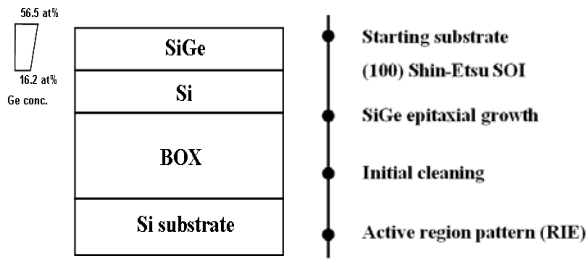 56.5 at%
16.2 at%
Ge conc.
SiGe
Si
BOX
Si substrate
Starting substrate
(100) Shin-Etsu SOI
SiGe epitaxial growth
Initial cleaning
Active region pattern (RIE)